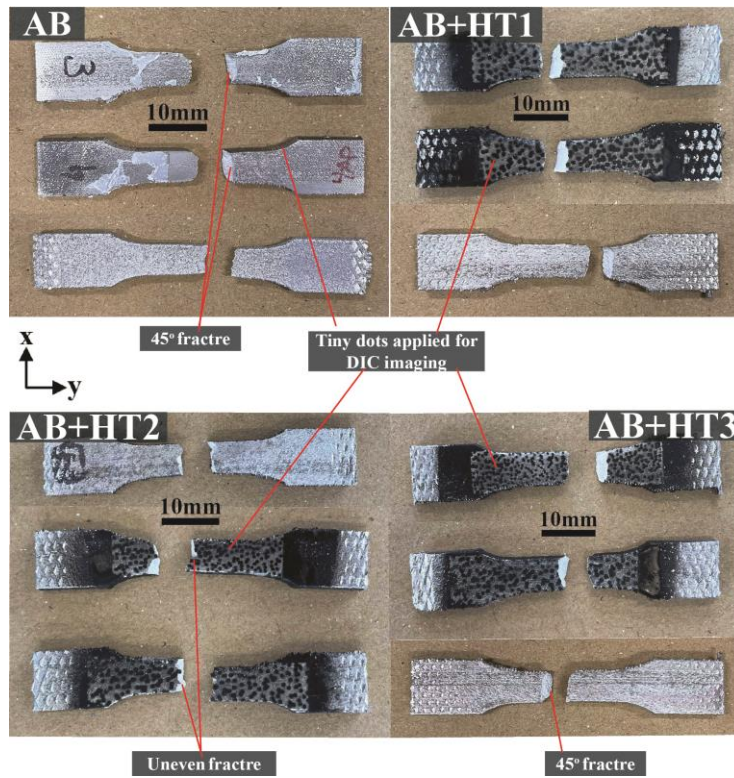 AB
AB+HT1
3
10mm
10mm
45° fractre
Tiny dots applied for
DIC imaging
x
y
AB+HT2
AB+HT3
10mm
10mm
Uneven fractre
45° fractre